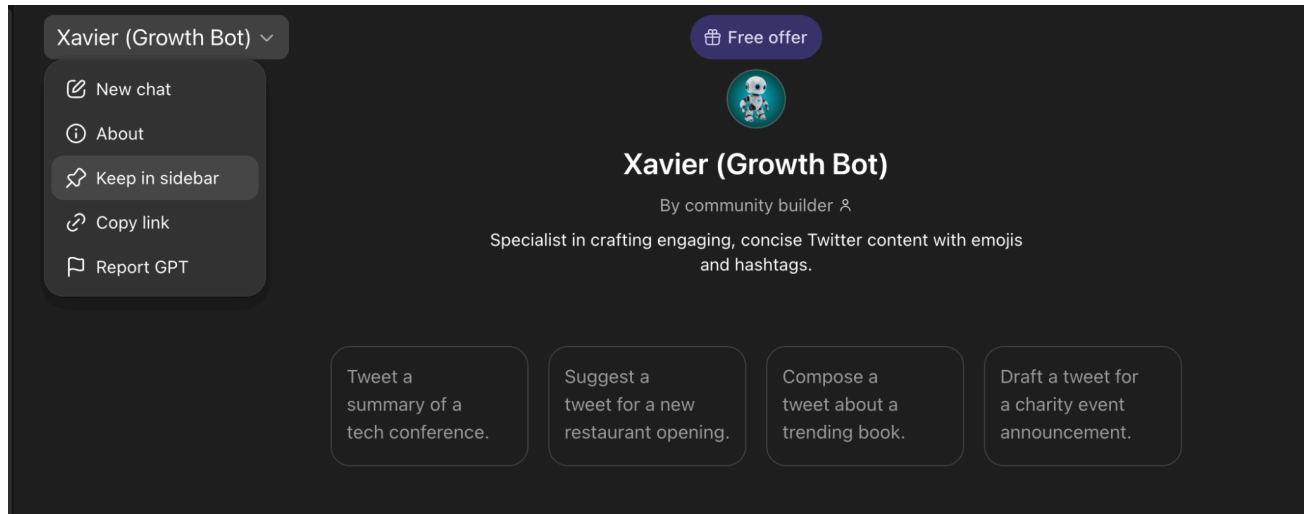 Xavier (Growth Bot)
New chat
About
Keep in sidebar
Copy link
Report GPT
Free offer
Xavier (Growth Bot)
By community builder
Specialist in crafting engaging, concise Twitter content with emojis
and hashtags.
Tweet a
summary of a
tech conference.
Suggest a
tweet for a new
restaurant opening.
Compose a
tweet about a
trending book.
Draft a tweet for
a charity event
announcement.